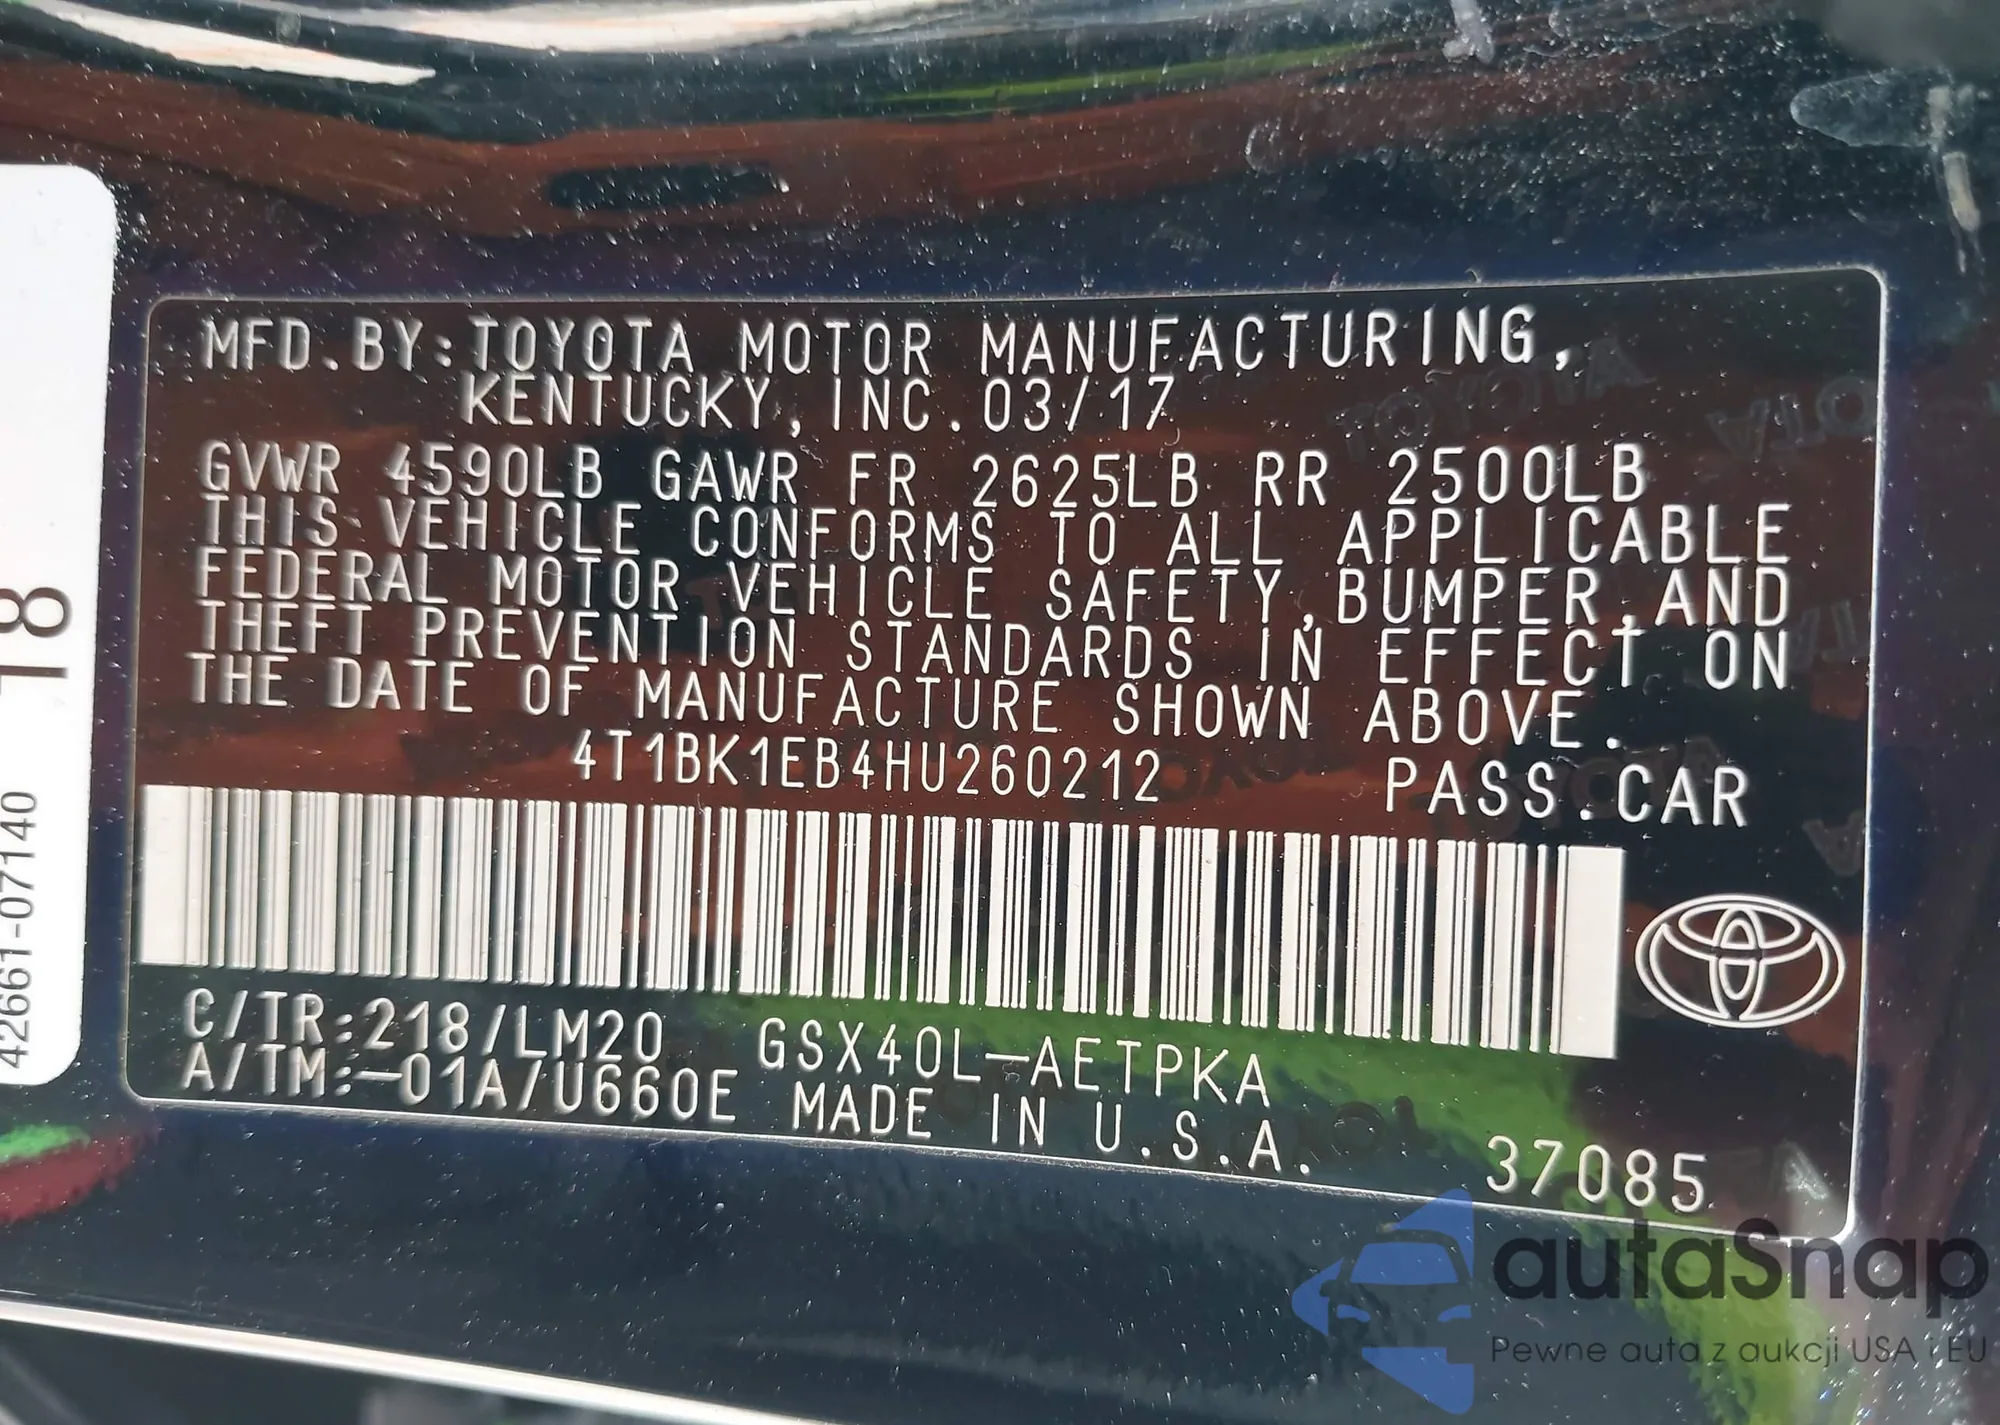 MFD.BY:TOYOTA MOTOR MANUFACTURING,
KENTUCKY, INC. 03/17
GVWR 4590LB GAWR FR 2625LB RR 2500LB
THIS VEHICLE CONFORMS TO ALL APPLICABLE
FEDERAL MOTOR VEHICLE SAFETY,BUMPER,AND
THEFT PREVENTION STANDARDS IN EFFECT ON
THE DATE OF MANUFACTURE SHOWN ABOVE.
4T1BK1EB4HU260212 PASS.CAR
C/TR:218/LM20 GSX40L-AETPKA
A/TM:-01A/U660E MADE IN U.S.A.
37085
18
42661-07140
autaSnap
Pewne auta z aukcji USA i EU